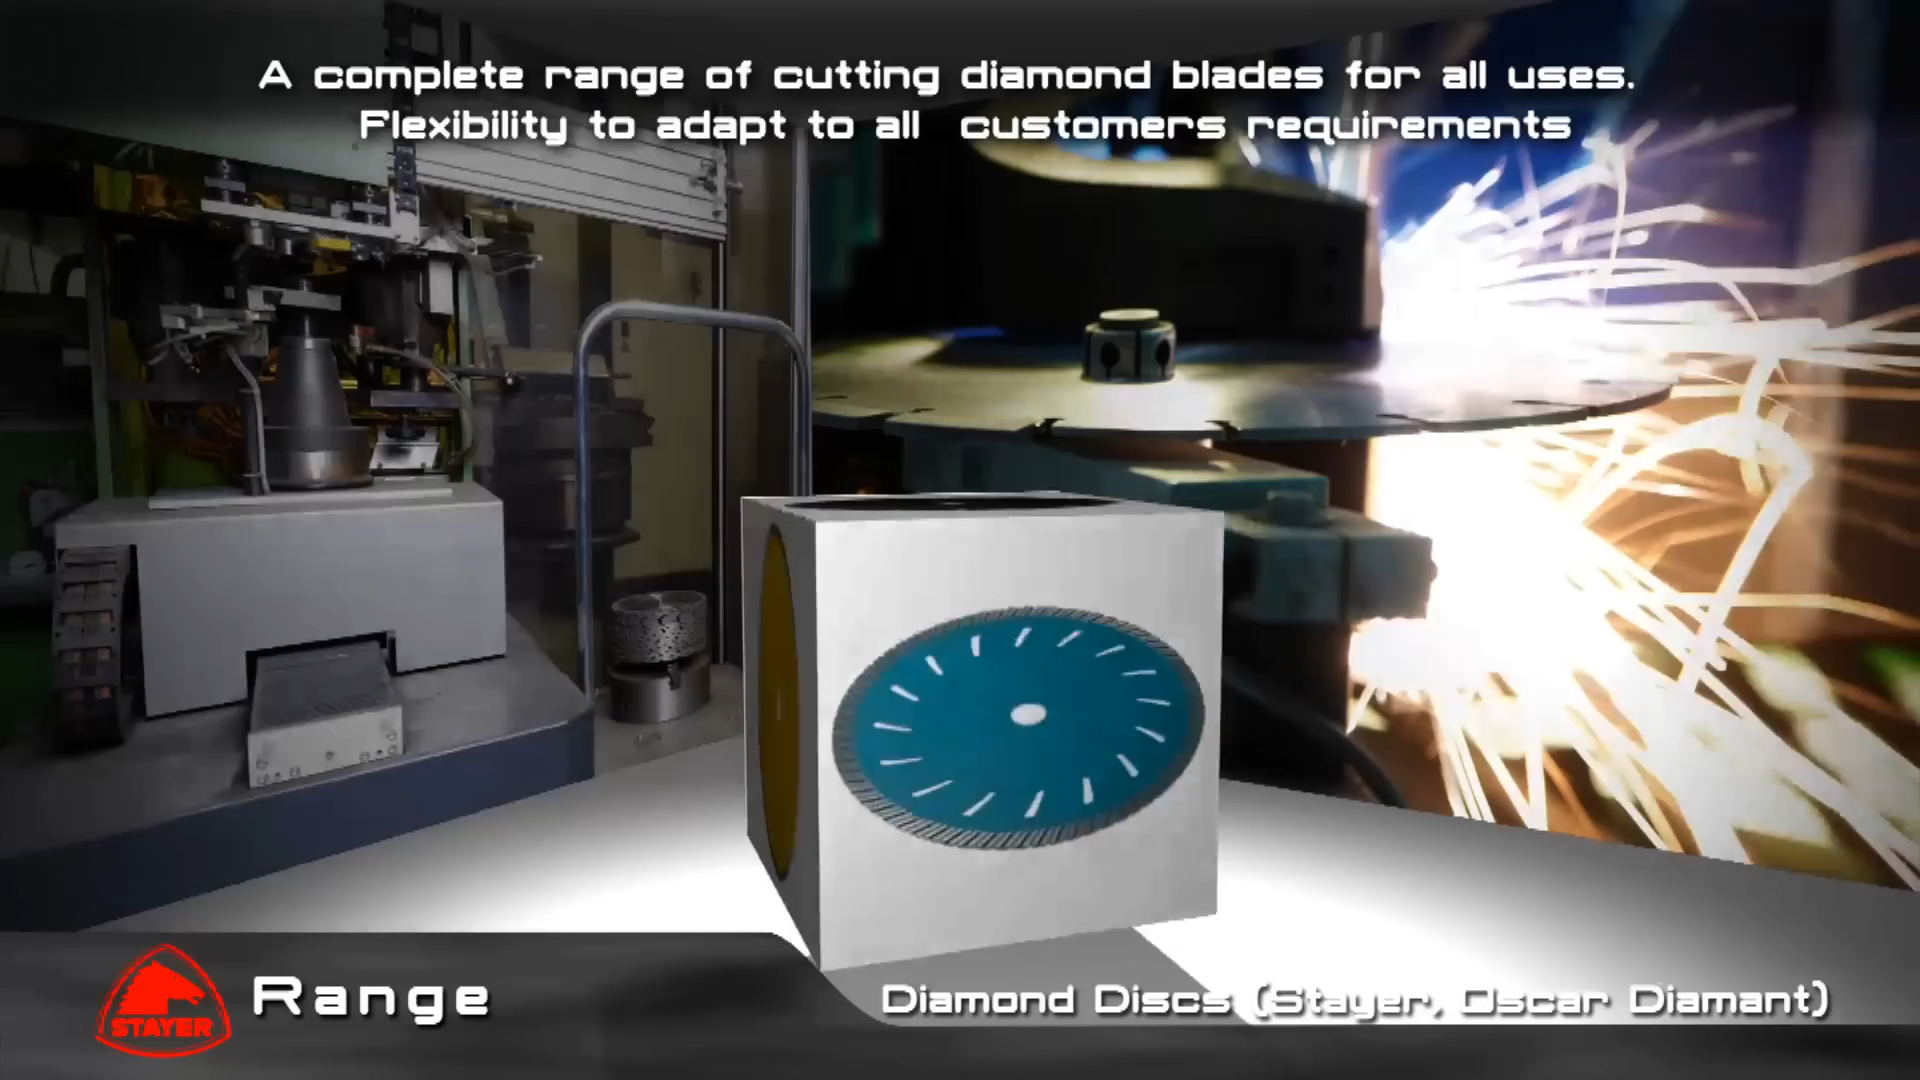 A complete range of cutting diamond blades for all uses.
Flexibility to adapt to all customers requirements
STAYER
Range
Diamond Discs (Stayer, Oscar Diamant)